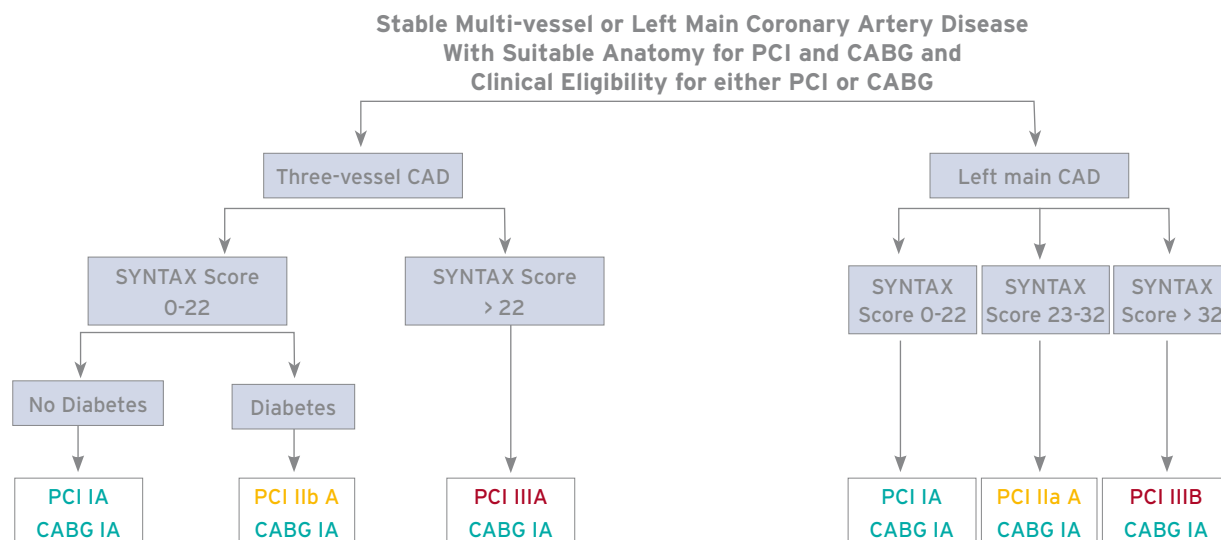 Stable Multi-vessel or Left Main Coronary Artery Disease
With Suitable Anatomy for PCI and CABG and
Clinical Eligibility for either PCI or CABG
Three-vessel CAD
Left main CAD
SYNTAX Score
0-22
SYNTAX Score
> 22
SYNTAX
Score 0-22
SYNTAX
Score 23-32
SYNTAX
Score > 32
No Diabetes
Diabetes
PCI IA
CABG IA
PCI IIb A
CABG IA
PCI IIIA
CABG IA
PCI IA
CABG IA
PCI IIa A
CABG IA
PCI IIIB
CABG IA